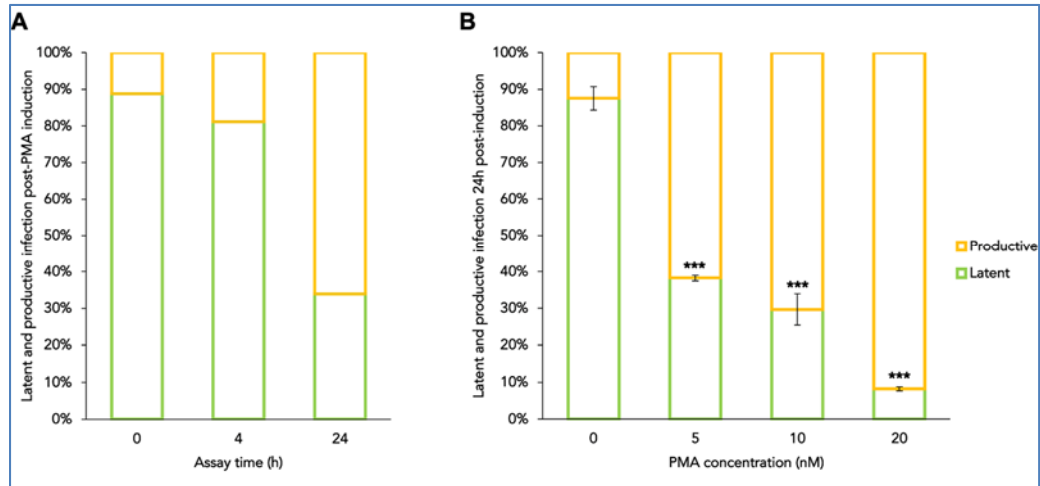 A
Latent and productive infection post-PMA induction
100%
90%
80%
70%
60%
50%
40%
30%
20%
10%
0%
0 4 24
Assay time (h)
B
Latent and productive infection 24h post-induction
100%
90%
80%
70%
60%
50%
40%
30%
20%
10%
0%
***
***
***
0 5 10 20
PMA concentration (nM)
Productive
Latent